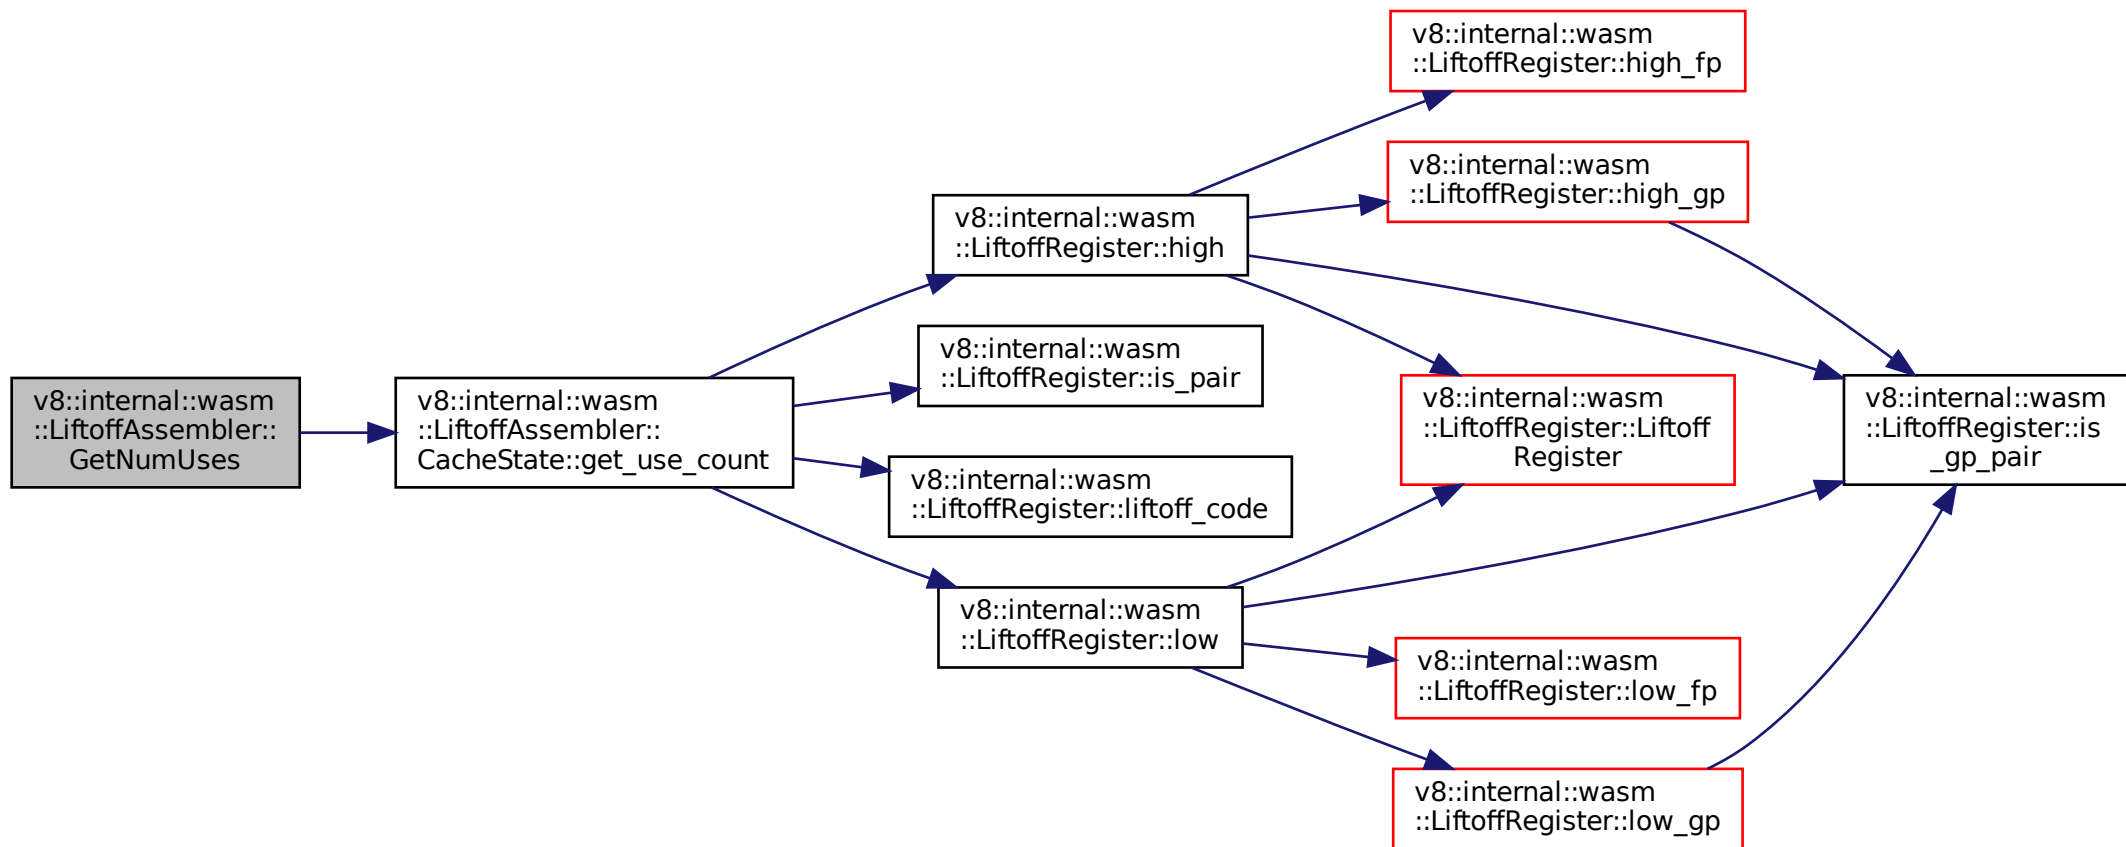 v8::internal::wasm
::LiftoffAssembler::
GetNumUses
v8::internal::wasm
::LiftoffAssembler::
CacheState::get_use_count
v8::internal::wasm
::LiftoffRegister::high
v8::internal::wasm
::LiftoffRegister::is_pair
v8::internal::wasm
::LiftoffRegister::liftoff_code
v8::internal::wasm
::LiftoffRegister::low
v8::internal::wasm
::LiftoffRegister::high_fp
v8::internal::wasm
::LiftoffRegister::high_gp
v8::internal::wasm
::LiftoffRegister::Liftoff
Register
v8::internal::wasm
::LiftoffRegister::low_fp
v8::internal::wasm
::LiftoffRegister::low_gp
v8::internal::wasm
::LiftoffRegister::is
_gp_pair